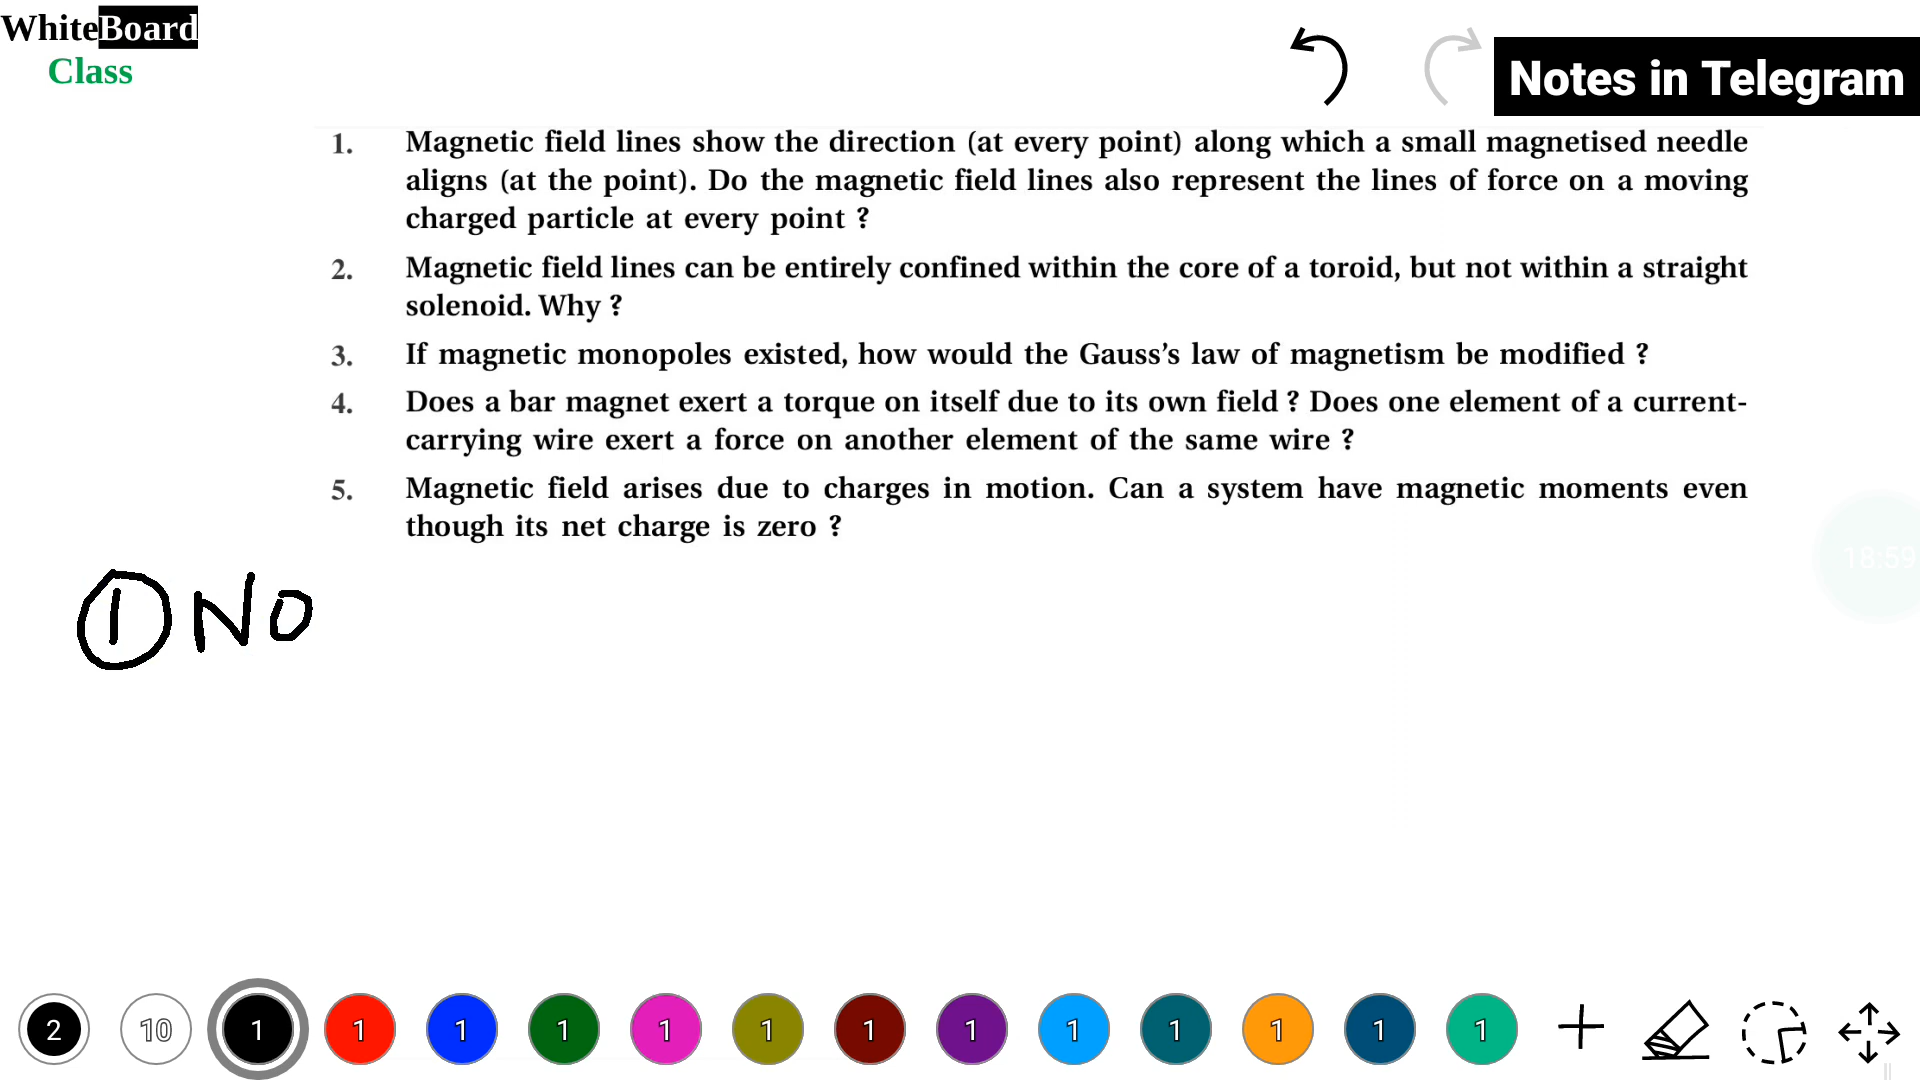 WhiteBoard
Class
Notes in Telegram
1. Magnetic field lines show the direction (at every point) along which a small magnetised needle
aligns (at the point). Do the magnetic field lines also represent the lines of force on a moving
charged particle at every point ?
2. Magnetic field lines can be entirely confined within the core of a toroid, but not within a straight
solenoid. Why ?
3. If magnetic monopoles existed, how would the Gauss’s law of magnetism be modified ?
4. Does a bar magnet exert a torque on itself due to its own field ? Does one element of a current-
carrying wire exert a force on another element of the same wire ?
5. Magnetic field arises due to charges in motion. Can a system have magnetic moments even
though its net charge is zero ?
18:59
1 NO
2 10 1 1 1 1 1 1 1 1 1 1 1 1 1